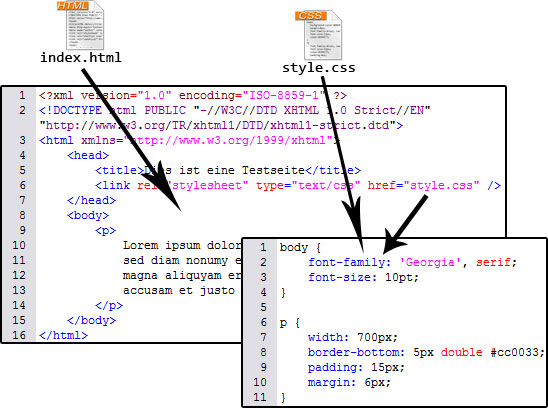 HTML
CSS
index.html
style.css
1 <?xml version="1.0" encoding="ISO-8859-1" ?>
2 <!DOCTYPE html PUBLIC "-//W3C//DTD XHTML 1.0 Strict//EN"
"http://www.w3.org/TR/xhtml1/DTD/xhtml1-strict.dtd">
3 <html xmlns="http://www.w3.org/1999/xhtml">
4 <head>
5 <title>Dies ist eine Testseite</title>
6 <link rel="stylesheet" type="text/css" href="style.css" />
7 </head>
8 <body>
9 <p>
10 Lorem ipsum dolor
11 sed diam nonumy e
12 magna aliquyam er
13 accusam et justo
14 </p>
15 </body>
16 </html>
1 body {
2 font-family: 'Georgia', serif;
3 font-size: 10pt;
4 }
5
6 p {
7 width: 700px;
8 border-bottom: 5px double #cc0033;
9 padding: 15px;
10 margin: 6px;
11 }